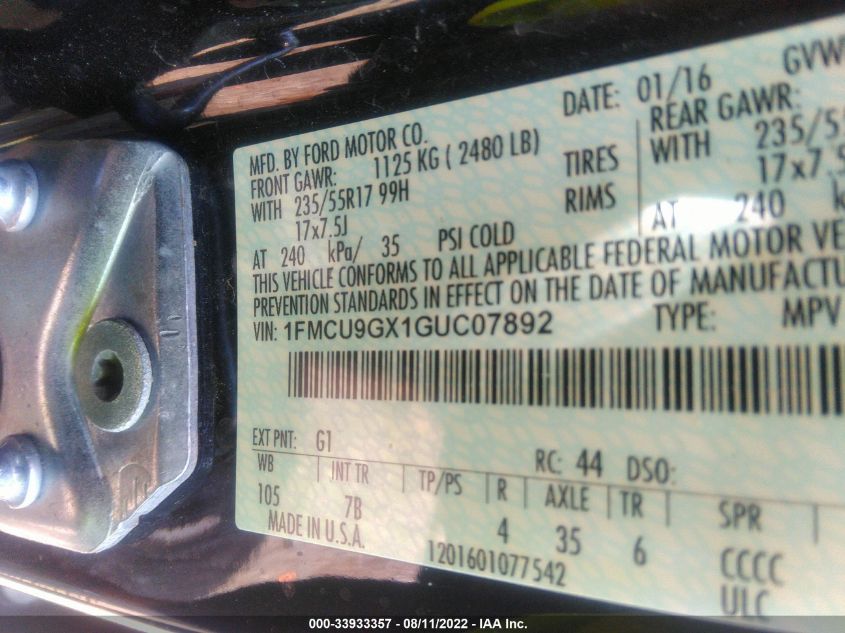 MFD. BY FORD MOTOR CO.
DATE: 01/16
FRONT GAWR: 1125 KG ( 2480 LB)
REAR GAWR:
WITH 235/55R17 99H TIRES WITH
17x7.5J RIMS
AT 240 kPa/ 35 PSI COLD AT 240
THIS VEHICLE CONFORMS TO ALL APPLICABLE FEDERAL MOTOR
PREVENTION STANDARDS IN EFFECT ON THE DATE OF
VIN: 1FMCU9GX1GUC07892 TYPE: MPV
EXT PNT: G1 RC: 44 DSO:
WB INT TR TP/PS R AXLE TR SPR
105 7B 4 35 6 CCCC
MADE IN U.S.A. 1201601077542 ULC
000-33933357 - 08/11/2022 - IAA Inc.